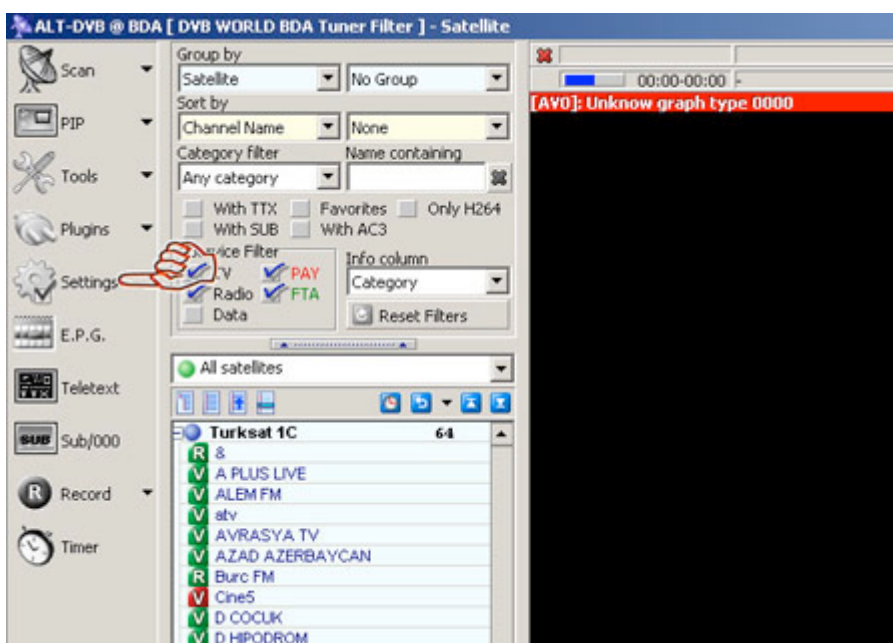 ALT-DVB @ BDA [ DVB WORLD BDA Tuner Filter ] - Satellite
Scan
PIP
Tools
Plugins
Settings
E.P.G.
Teletext
SUB Sub/000
R Record
Timer
Group by
Satellite No Group
Sort by
Channel Name None
Category filter Name containing
Any category
With TTX Favorites Only H264
With SUB With AC3
Filter Info column
PAY Category
Radio FTA
Data Reset Filters
All satellites
Turksat 1C 64
R &
V A PLUS LIVE
V ALEM FM
V atv
V AVRASYA TV
V AZAD AZERBAYCAN
R Burc FM
V Cine5
V D COCUK
V D HIPODROM
00:00-00:00 -
[AV0]: Unknow graph type 0000